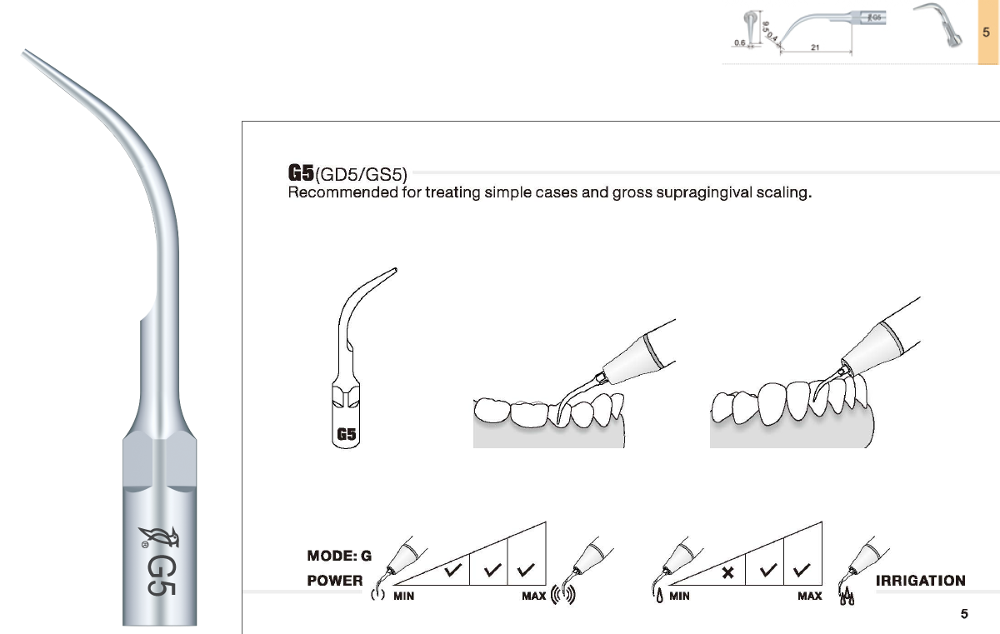 G5
5
9.5
0.4
0.6
21
G5(GD5/GS5)
Recommended for treating simple cases and gross supragingival scaling.
G5
® G5
MODE: G
POWER
MIN
MAX
MIN
MAX
IRRIGATION
5